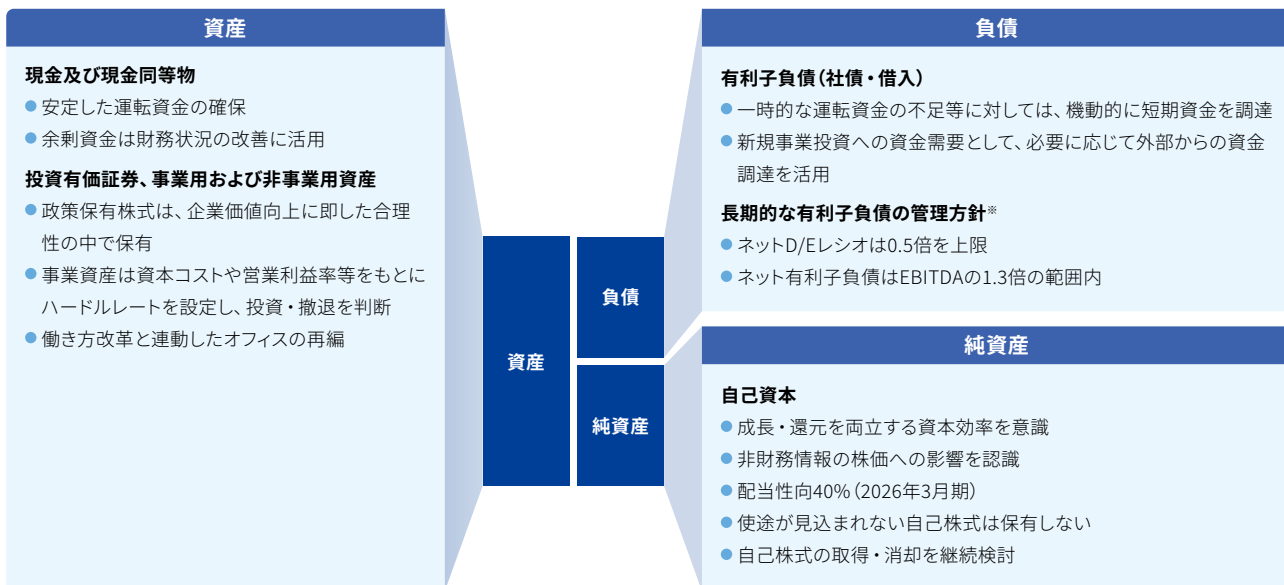 資産
現金及び現金同等物
● 安定した運転資金の確保
● 余剰資金は財務状況の改善に活用
投資有価証券、事業用および非事業用資産
● 政策保有株式は、企業価値向上に即した合理
性の中で保有
● 事業資産は資本コストや営業利益率等をもとに
ハードルレートを設定し、投資・撤退を判断
● 働き方改革と連動したオフィスの再編
資産
負債
純資産
負債
有利子負債（社債・借入）
● 一時的な運転資金の不足等に対しては、機動的に短期資金を調達
● 新規事業投資への資金需要として、必要に応じて外部からの資金
調達を活用
長期的な有利子負債の管理方針※
● ネットD/Eレシオは0.5倍を上限
● ネット有利子負債はEBITDAの1.3倍の範囲内
純資産
自己資本
● 成長・還元を両立する資本効率を意識
● 非財務情報の株価への影響を認識
● 配当性向40%（2026年3月期）
● 使途が見込まれない自己株式は保有しない
● 自己株式の取得・消却を継続検討